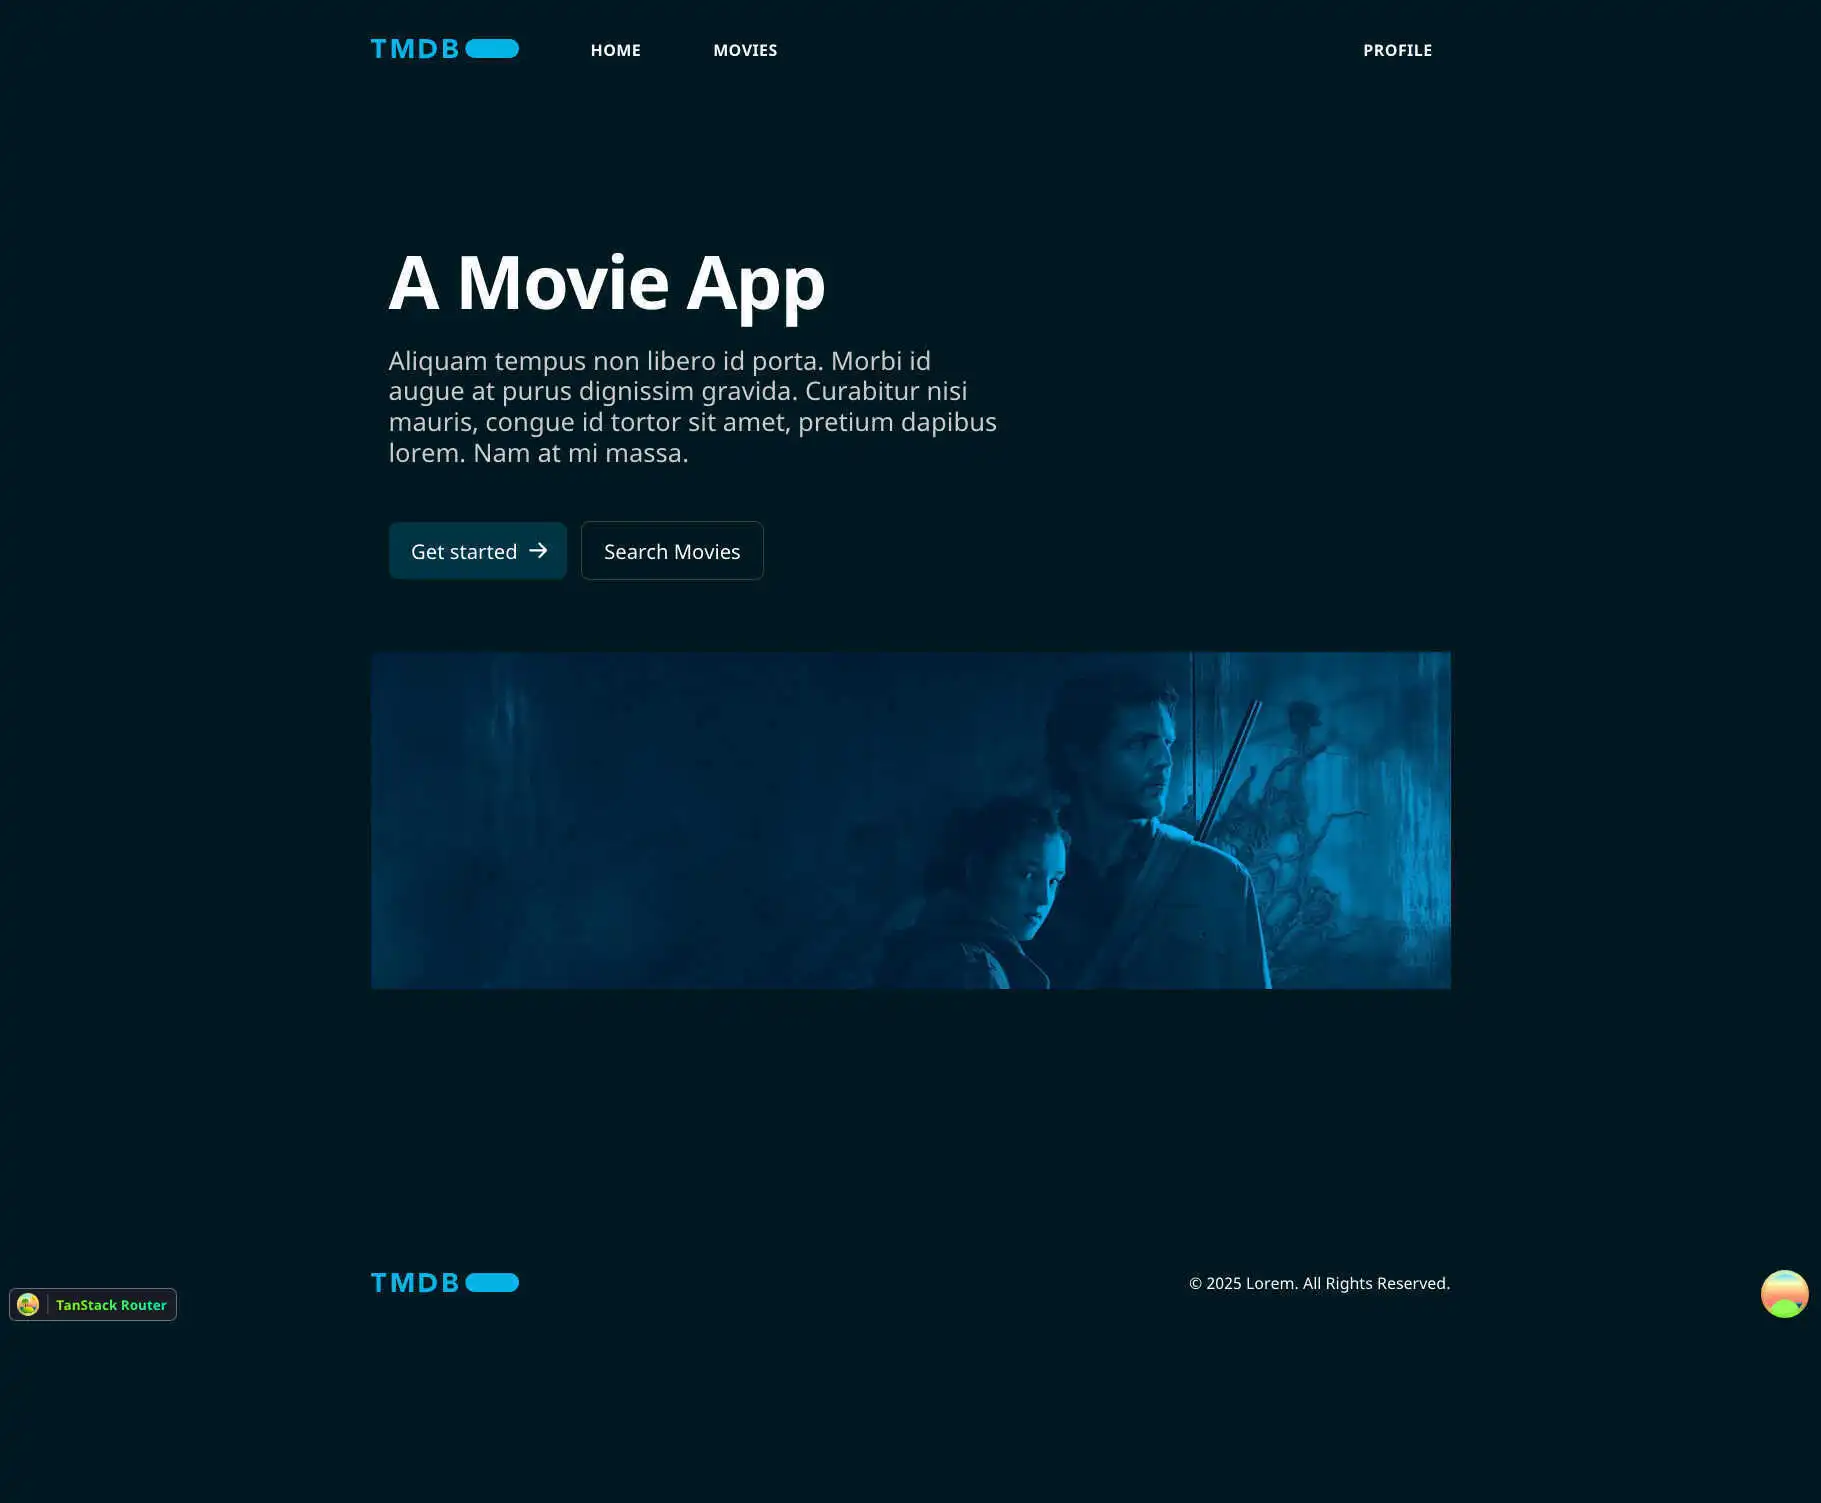 TMDB
HOME
MOVIES
PROFILE
A Movie App
Aliquam tempus non libero id porta. Morbi id
augue at purus dignissim gravida. Curabitur nisi
mauris, congue id tortor sit amet, pretium dapibus
lorem. Nam at mi massa.
Get started →
Search Movies
TMDB
© 2025 Lorem. All Rights Reserved.
TanStack Router